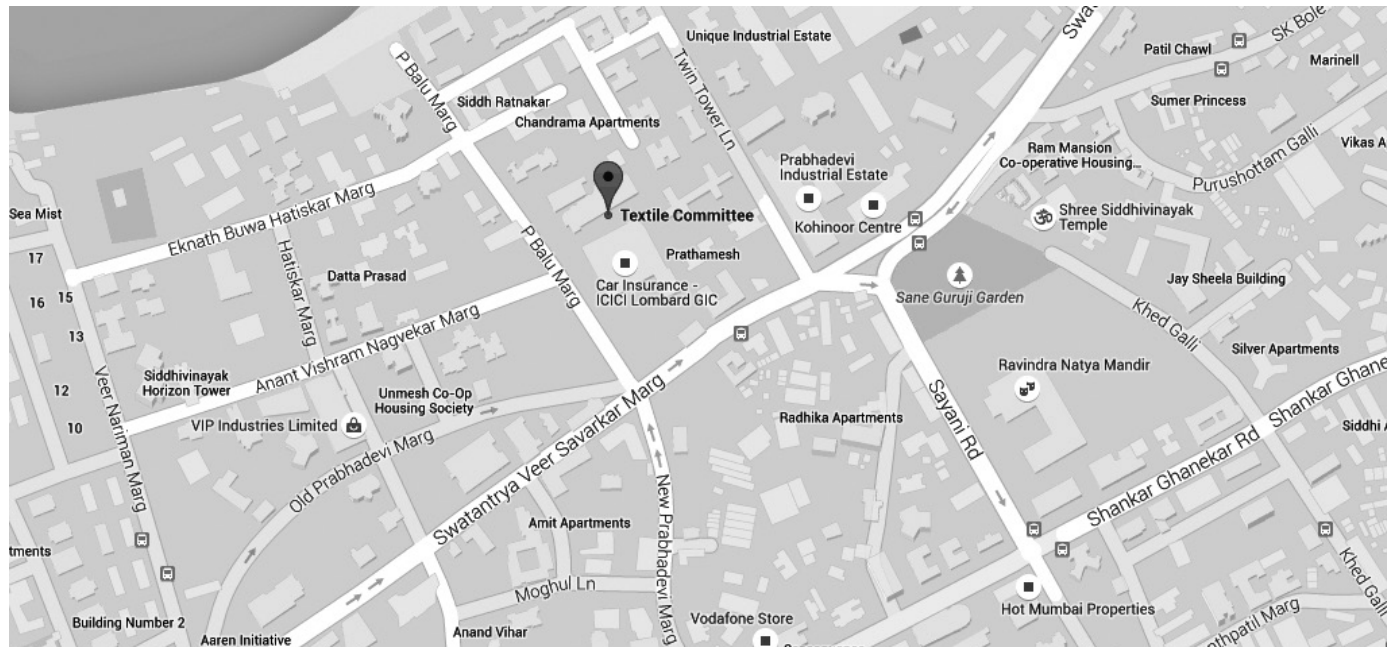 Swa
SK Bole
Patil Chawl
Marinell
Unique Industrial Estate
Twin Tower Ln
P Balu Marg
Siddh Ratnakar
Chandrama Apartments
Sumer Princess
Ram Mansion
Co-operative Housing...
Purushottam Galli
Vikas A
Prabhadevi
Industrial Estate
Eknath Buwa Hatiskar Marg
Sea Mist
Textile Committee
Kohinoor Centre
Shree Siddhivinayak
Temple
17
Hatiskar Marg
P Balu Marg
Prathamesh
Datta Prasad
Car Insurance -
ICICI Lombard GIC
Sane Guruji Garden
Jay Sheela Building
16
15
13
Khed Galli
Anant Vishram Nagvekar Marg
Silver Apartments
Siddhivinayak
Horizon Tower
Ravindra Natya Mandir
12
Unmesh Co-Op
Housing Society
Veer Nariman Marg
Radhika Apartments
Sayani Rd
Shankar Ghane
10
VIP Industries Limited
Siddhi A
Old Prabhadevi Marg
Swatantrya Veer Savarkar Marg
Shankar Ghanekar Rd
New Prabhadevi Marg
Amit Apartments
tments
Khed Galli
Moghul Ln
Hot Mumbai Properties
Building Number 2
Vodafone Store
Aaren Initiative
Anand Vihar
nthpatil Marg